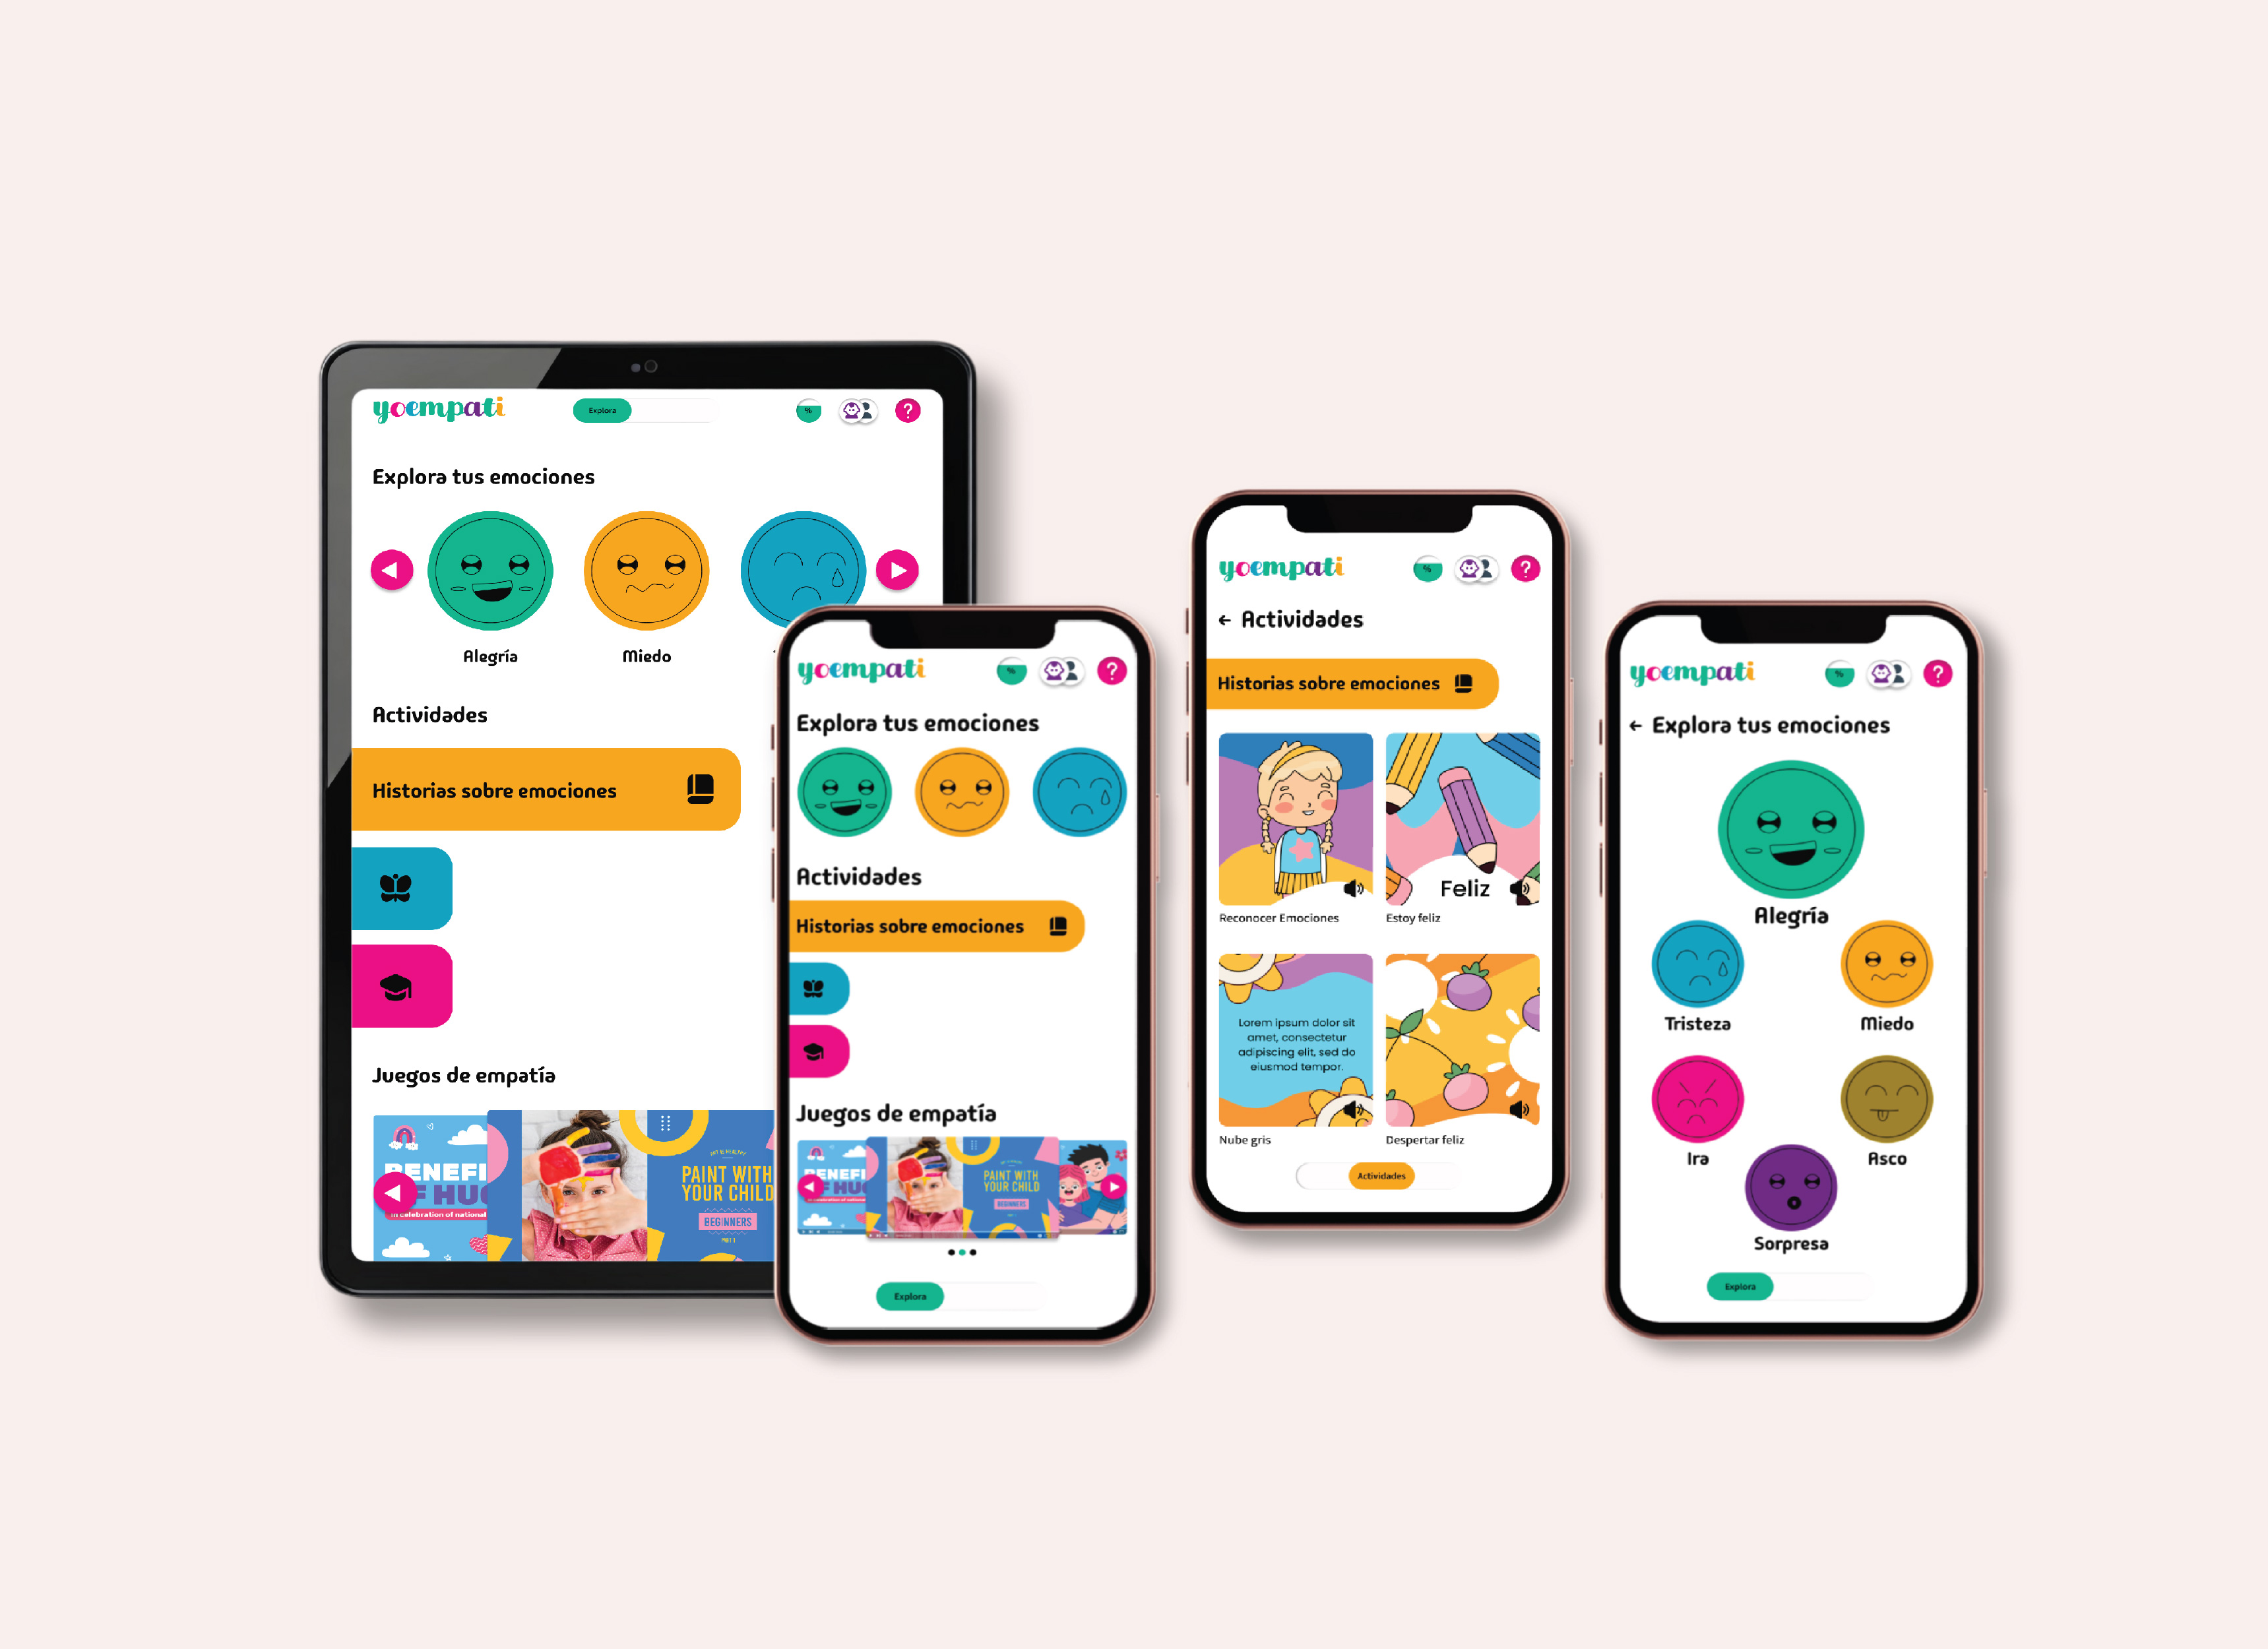 yoempati
Explora
%
?
Explora tus emociones
Alegría
Miedo
Actividades
Historias sobre emociones
Juegos de empatía
BENEFI
F HUG
In celebration of national
PAINT WITH
YOUR CHILD
BEGINNERS
PART 1
yoempati
%
?
Explora tus emociones
Actividades
Historias sobre emociones
Juegos de empatía
BENEFI
F HUG
PAINT WITH
YOUR CHILD
BEGINNERS
Explora
yoempati
%
?
← Actividades
Historias sobre emociones
Feliz
Reconocer Emociones
Estoy feliz
Lorem ipsum dolor sit
amet, consectetur
adipiscing elit, sed do
eiusmod tempor.
Nube gris
Despertar feliz
Actividades
yoempati
%
?
← Explora tus emociones
Alegría
Tristeza
Miedo
Ira
Asco
Sorpresa
Explora